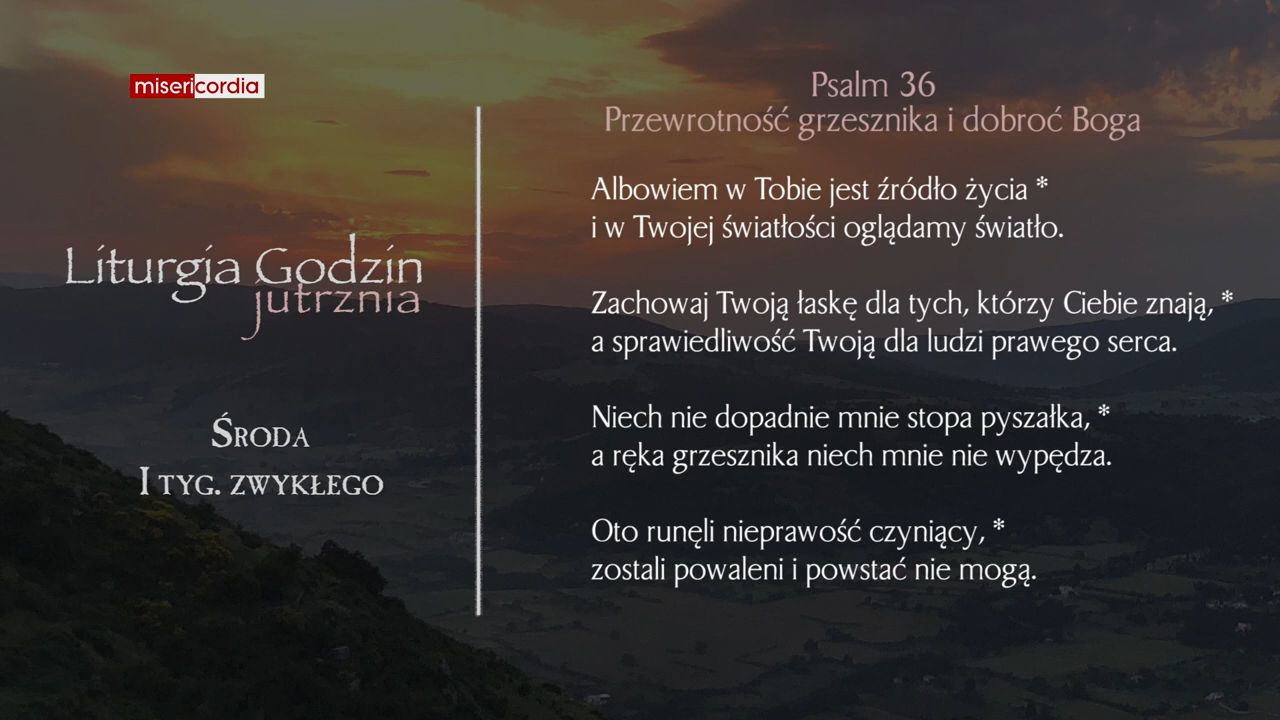 misericordia
Liturgia Godzin
jutrznia
Środa
I tyg. zwykłego
Psalm 36
Przewrotność grzesznika i dobroć Boga
Albowiem w Tobie jest źródło życia *
i w Twojej światłości oglądamy światło.
Zachowaj Twoją łaskę dla tych, którzy Ciebie znają, *
a sprawiedliwość Twoją dla ludzi prawego serca.
Niech nie dopadnie mnie stopa pyszałka, *
a ręka grzesznika niech mnie nie wypędza.
Oto runęli nieprawość czyniący, *
zostali powaleni i powstać nie mogą.